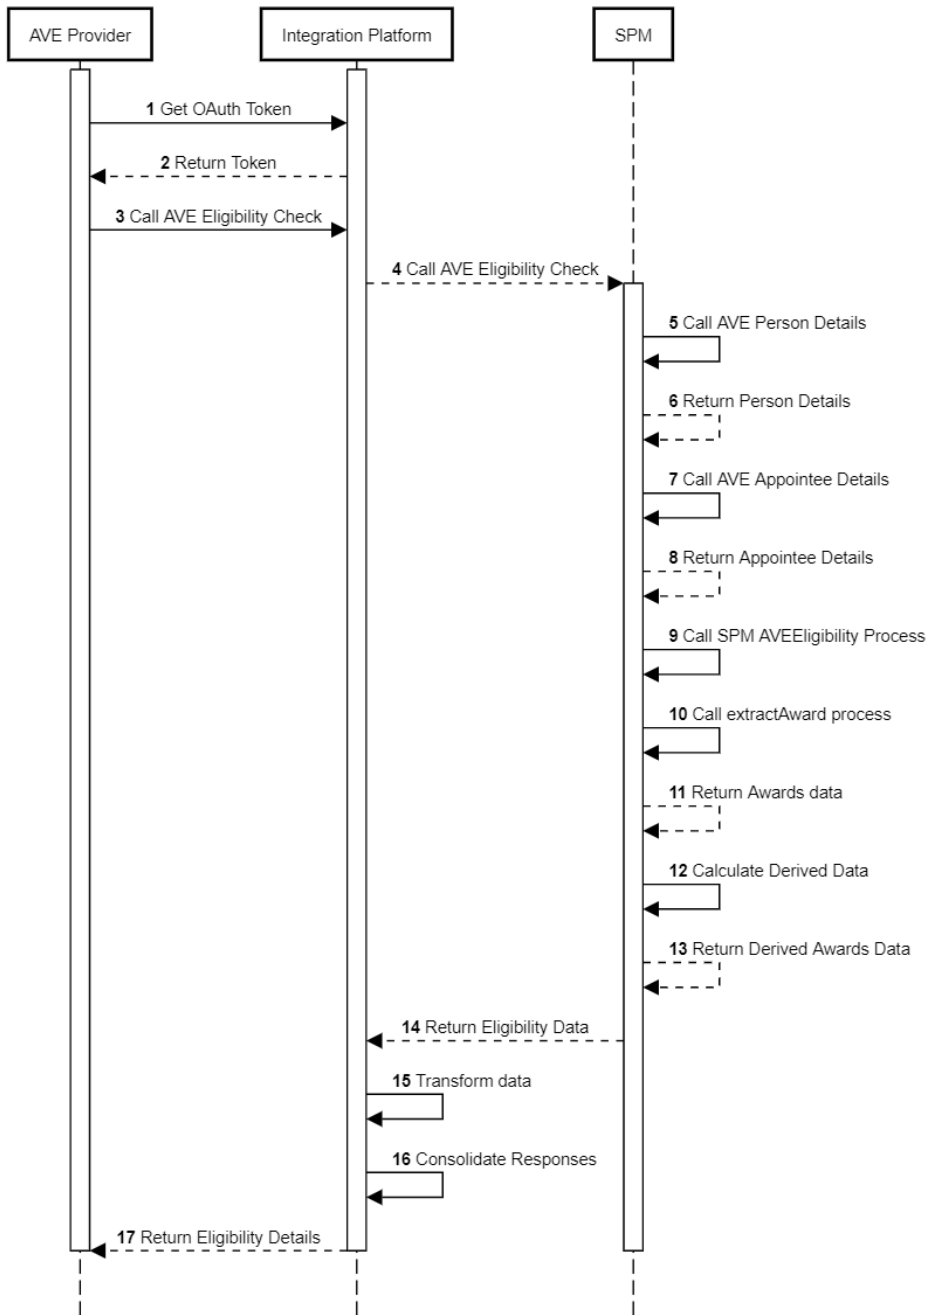 AVE Provider
Integration Platform
SPM
1 Get OAuth Token
2 Return Token
3 Call AVE Eligibility Check
4 Call AVE Eligibility Check
5 Call AVE Person Details
6 Return Person Details
7 Call AVE Appointee Details
8 Return Appointee Details
9 Call SPM AVEEligibility Process
10 Call extractAward process
11 Return Awards data
12 Calculate Derived Data
13 Return Derived Awards Data
14 Return Eligibility Data
15 Transform data
16 Consolidate Responses
17 Return Eligibility Details